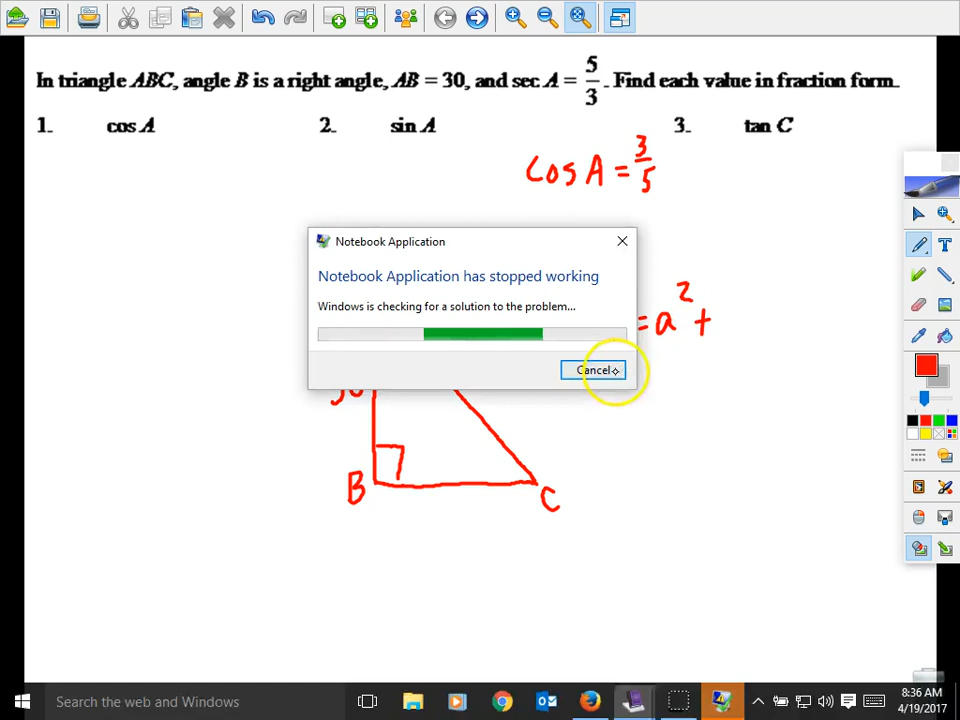 In triangle ABC, angle B is a right angle, AB = 30, and sec A = 5/3. Find each value in fraction form.
1. cos A 2. sin A 3. tan C
Cos A = 3/5
Notebook Application
Notebook Application has stopped working
Windows is checking for a solution to the problem...
= a² +
Cancel
30
B
C
Search the web and Windows
8:36 AM
4/19/2017